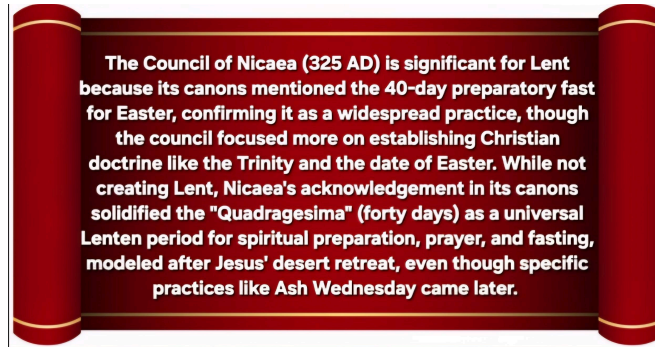 The Council of Nicaea (325 AD) is significant for Lent
because its canons mentioned the 40-day preparatory fast
for Easter, confirming it as a widespread practice, though
the council focused more on establishing Christian
doctrine like the Trinity and the date of Easter. While not
creating Lent, Nicaea's acknowledgement in its canons
solidified the "Quadragesima" (forty days) as a universal
Lenten period for spiritual preparation, prayer, and fasting,
modeled after Jesus' desert retreat, even though specific
practices like Ash Wednesday came later.